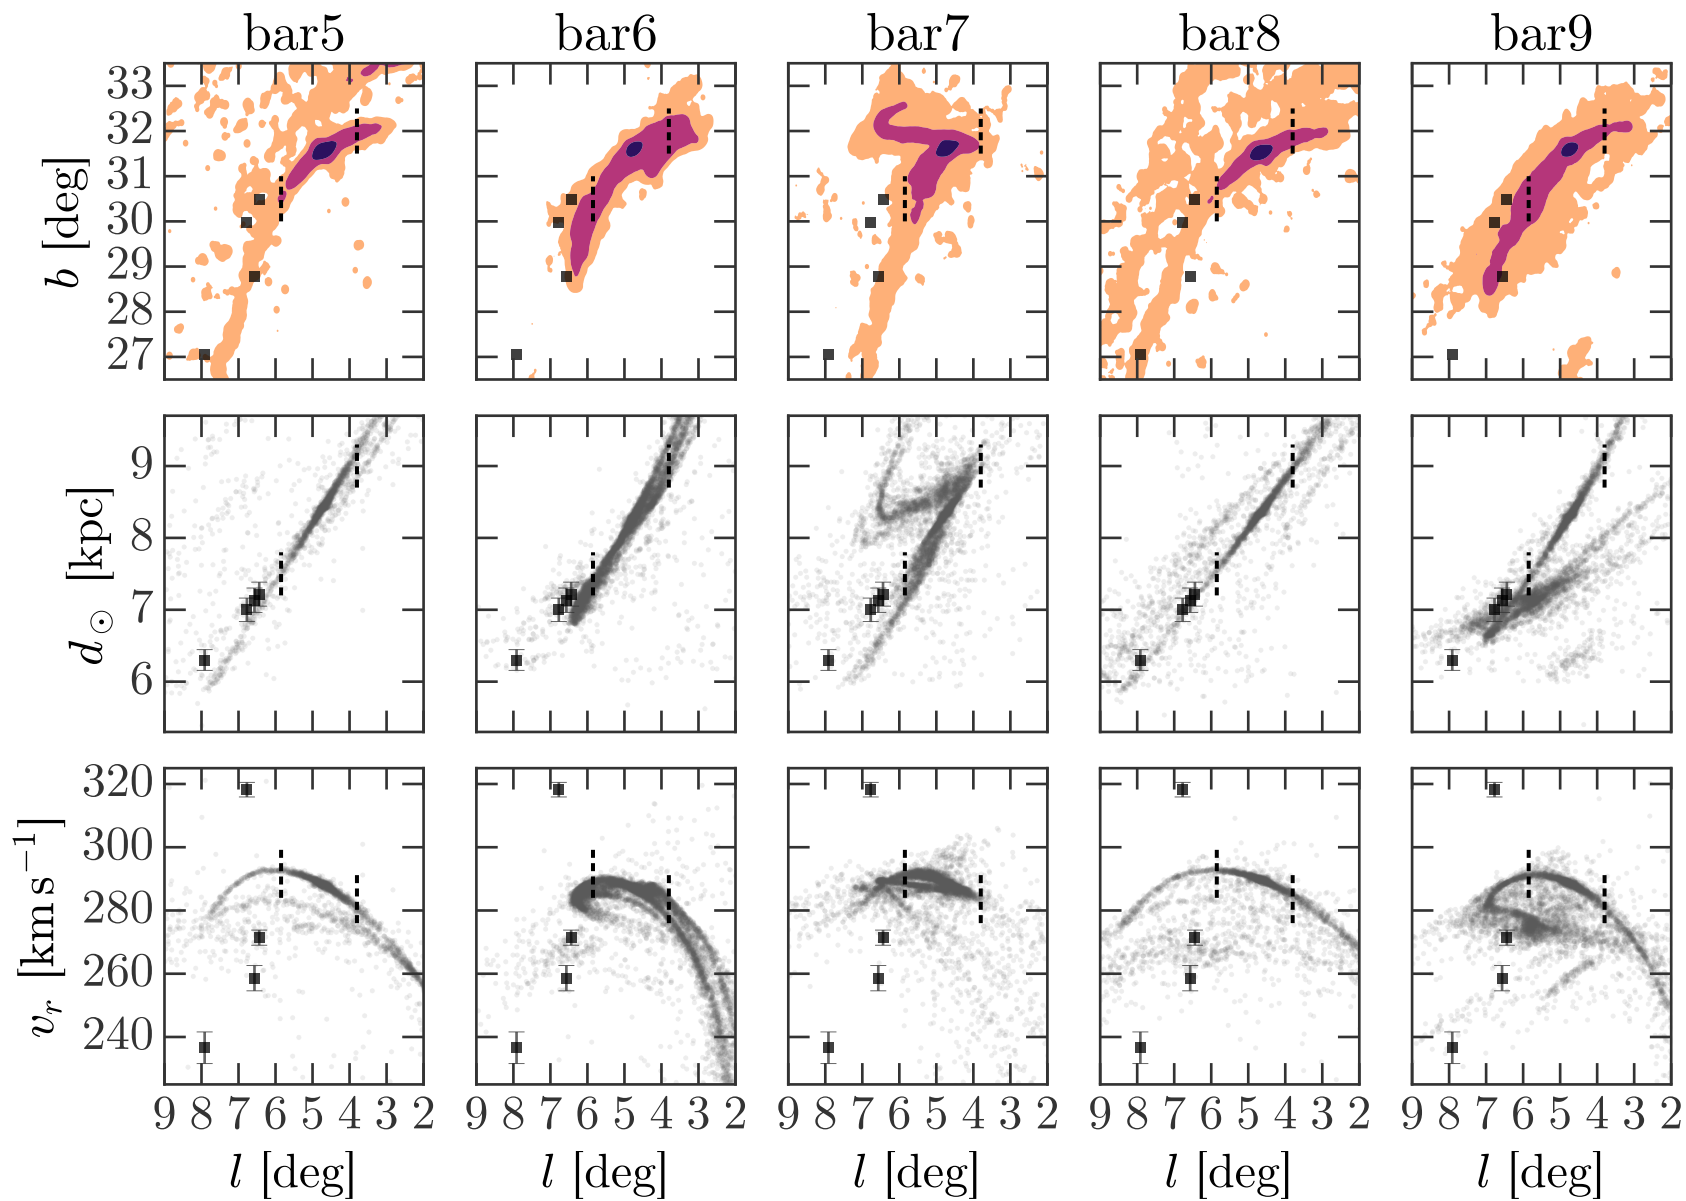 bar5 bar6 bar7 bar8 bar9
33
32
31
30
29
28
27
b [deg]
9
8
7
6
d⊙ [kpc]
320
300
280
260
240
v_r [km s⁻¹]
9 8 7 6 5 4 3 2 9 8 7 6 5 4 3 2 9 8 7 6 5 4 3 2 9 8 7 6 5 4 3 2 9 8 7 6 5 4 3 2
l [deg] l [deg] l [deg] l [deg] l [deg]